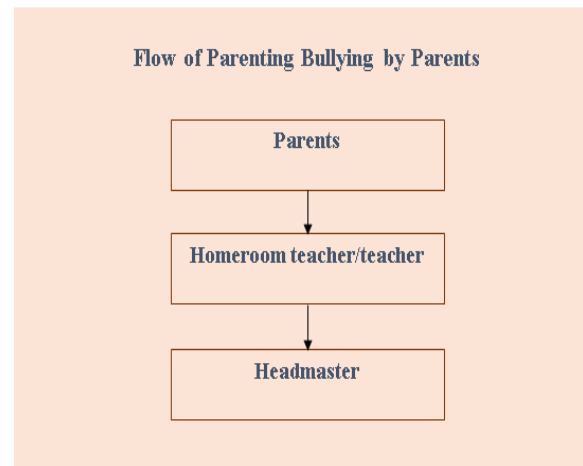 Flow of Parenting Bullying by Parents
Parents
Homeroom teacher/teacher
Headmaster